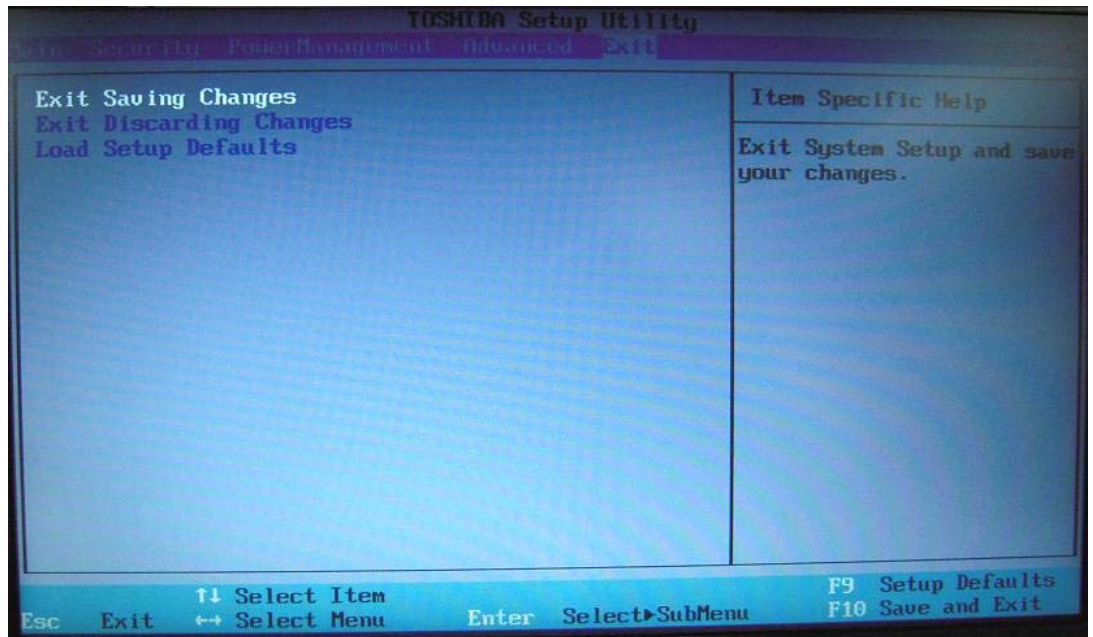 TOSHIBA Setup Utility
Main Security PowerManagement Advanced Exit
Exit Saving Changes
Exit Discarding Changes
Load Setup Defaults
Item Specific Help
Exit System Setup and save
your changes.
↑↓ Select Item
F9 Setup Defaults
Esc Exit ←→ Select Menu Enter Select▶SubMenu F10 Save and Exit